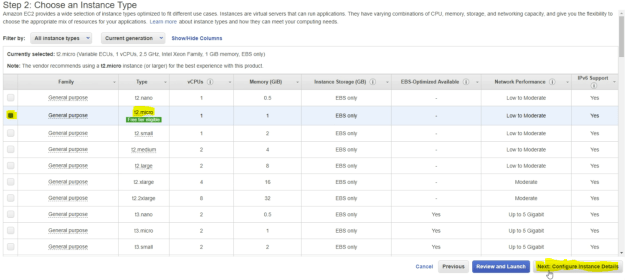 Step 2: Choose an Instance Type
Amazon EC2 provides a wide selection of instance types optimized to fit different use cases. Instances are virtual servers that can run applications. They have varying combinations of CPU, memory, storage, and networking capacity, and give you the flexibility to
choose the appropriate mix of resources for your applications. Learn more about instance types and how they can meet your computing needs.
Filter by: All instance types Current generation Show/Hide Columns
Currently selected: t2.micro (Variable ECUs, 1 vCPUs, 2.5 GHz, Intel Xeon Family, 1 GiB memory, EBS only)
Note: The vendor recommends using a t2.micro instance (or larger) for the best experience with this product.
Family Type vCPUs Memory (GiB) Instance Storage (GB) EBS-Optimized Available Network Performance IPv6 Support
General purpose t2.nano 1 0.5 EBS only - Low to Moderate Yes
General purpose t2.micro 1 1 EBS only - Low to Moderate Yes
Free tier eligible
General purpose t2.small 1 2 EBS only - Low to Moderate Yes
General purpose t2.medium 2 4 EBS only - Low to Moderate Yes
General purpose t2.large 2 8 EBS only - Low to Moderate Yes
General purpose t2.xlarge 4 16 EBS only - Moderate Yes
General purpose t2.2xlarge 8 32 EBS only - Moderate Yes
General purpose t3.nano 2 0.5 EBS only Yes Up to 5 Gigabit Yes
General purpose t3.micro 2 1 EBS only Yes Up to 5 Gigabit Yes
General purpose t3.small 2 2 EBS only Yes Up to 5 Gigabit Yes
Cancel Previous Review and Launch Next: Configure Instance Details